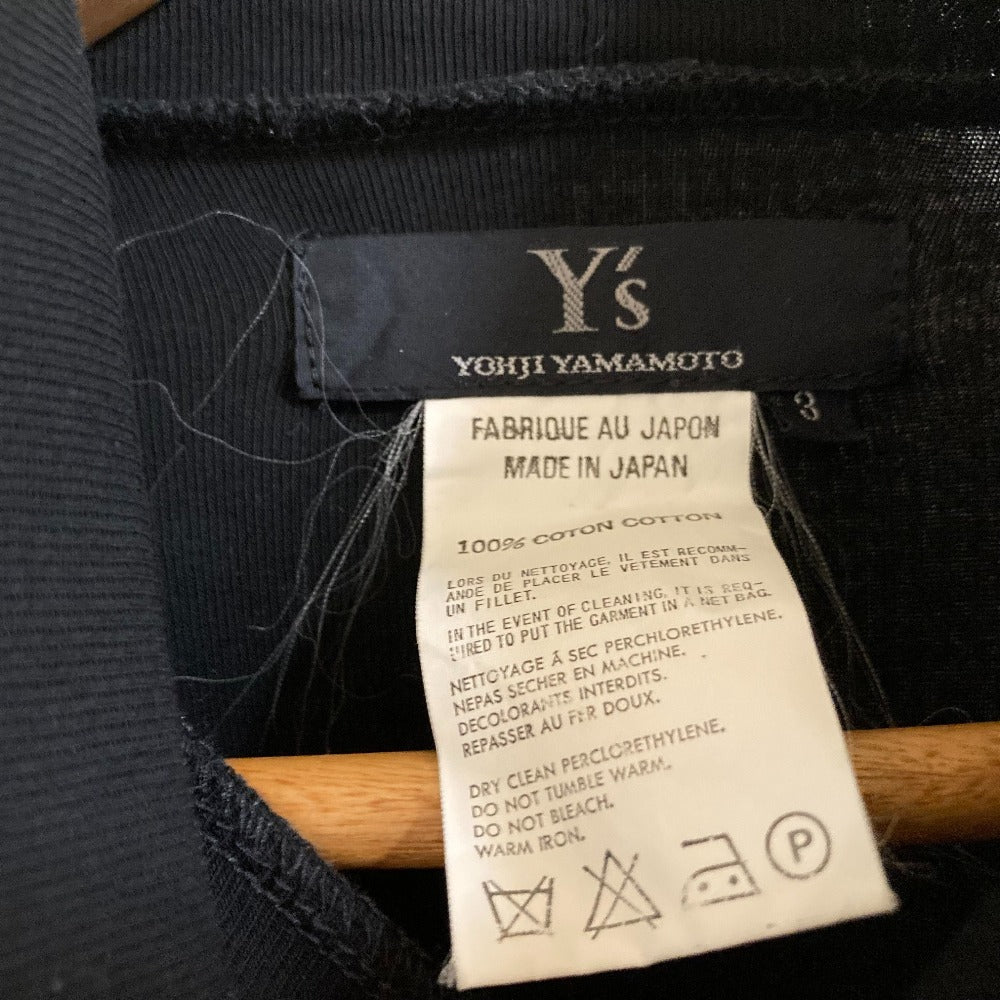 Y's
YOHJI YAMAMOTO
3
FABRIQUE AU JAPON
MADE IN JAPAN
100% COTON COTTON
LORS DU NETTOYAGE, IL EST RECOMM-
ANDE DE PLACER LE VETEMENT DANS
UN FILLET.
IN THE EVENT OF CLEANING, IT IS REQ-
UIRED TO PUT THE GARMENT IN A NET BAG.
NETTOYAGE Á SEC PERCHLORETHYLENE.
NEPAS SECHER EN MACHINE.
DECOLORANTS INTERDITS.
REPASSER AU FER DOUX.
DRY CLEAN PERCLORETHYLENE.
DO NOT TUMBLE WARM.
DO NOT BLEACH.
WARM IRON.
P